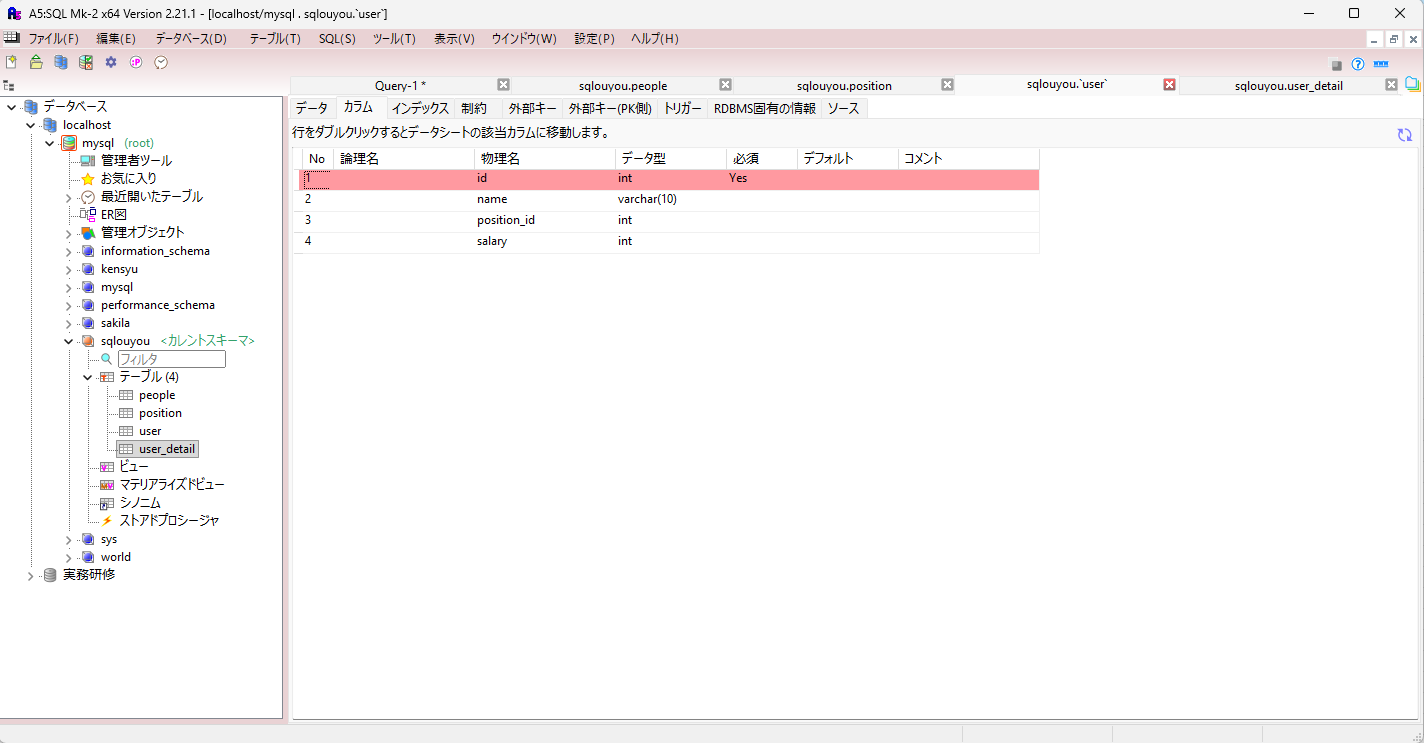 A5:SQL Mk-2 x64 Version 2.21.1 - [localhost/mysql . sqlouyou.`user`]
ファイル(F) 編集(E) データベース(D) テーブル(T) SQL(S) ツール(T) 表示(V) ウインドウ(W) 設定(P) ヘルプ(H)
Query-1 * sqlouyou.people sqlouyou.position sqlouyou.`user` sqlouyou.user_detail
データベース
localhost
mysql (root)
管理者ツール
お気に入り
最近開いたテーブル
ER図
管理オブジェクト
information_schema
kensyu
mysql
performance_schema
sakila
sqlouyou <カレントスキーマ>
フィルタ
テーブル (4)
people
position
user
user_detail
ビュー
マテリアライズドビュー
シノニム
ストアドプロシージャ
sys
world
実務研修
データ カラム インデックス 制約 外部キー 外部キー(PK側) トリガー RDBMS固有の情報 ソース
行をダブルクリックするとデータシートの該当カラムに移動します。
No 論理名 物理名 データ型 必須 デフォルト コメント
1 id int Yes
2 name varchar(10)
3 position_id int
4 salary int